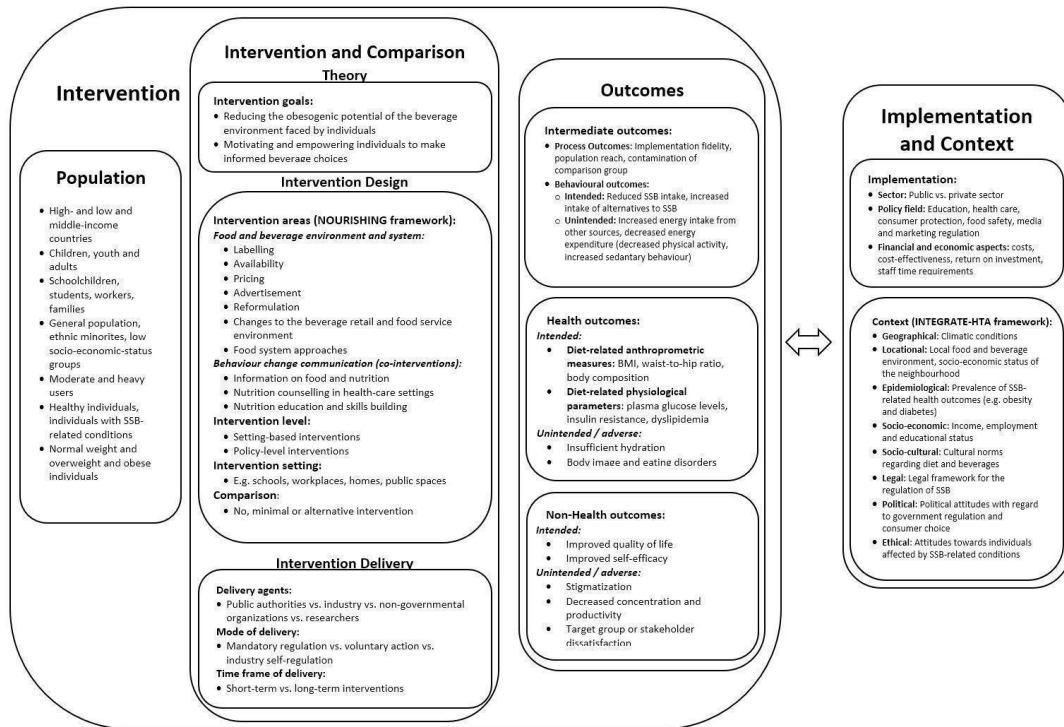 Intervention
Population
• High- and low and
middle-income
countries
• Children, youth and
adults
• Schoolchildren,
students, workers,
families
• General population,
ethnic minorites, low
socio-economic-status
groups
• Moderate and heavy
users
• Healthy individuals,
individuals with SSB-
related conditions
• Normal weight and
overweight and obese
individuals
Intervention and Comparison
Theory
Intervention goals:
• Reducing the obesogenic potential of the beverage
environment faced by individuals
• Motivating and empowering individuals to make
informed beverage choices
Intervention Design
Intervention areas (NOURISHING framework):
Food and beverage environment and system:
• Labelling
• Availability
• Pricing
• Advertisement
• Reformulation
• Changes to the beverage retail and food service
environment
• Food system approaches
Behaviour change communication (co-interventions):
• Information on food and nutrition
• Nutrition counselling in health-care settings
• Nutrition education and skills building
Intervention level:
• Setting-based interventions
• Policy-level interventions
Intervention setting:
• E.g. schools, workplaces, homes, public spaces
Comparison:
• No, minimal or alternative intervention
Intervention Delivery
Delivery agents:
• Public authorities vs. industry vs. non-governmental
organizations vs. researchers
Mode of delivery:
• Mandatory regulation vs. voluntary action vs.
industry self-regulation
Time frame of delivery:
• Short-term vs. long-term interventions
Outcomes
Intermediate outcomes:
• Process Outcomes: Implementation fidelity,
population reach, contamination of
comparison group
• Behavioural outcomes:
o Intended: Reduced SSB intake, increased
intake of alternatives to SSB
o Unintended: Increased energy intake from
other sources, decreased energy
expenditure (decreased physical activity,
increased sedantary behaviour)
Health outcomes:
Intended:
• Diet-related anthroprometric
measures: BMI, waist-to-hip ratio,
body composition
• Diet-related physiological
parameters: plasma glucose levels,
insulin resistance, dyslipidemia
Unintended / adverse:
• Insufficient hydration
• Body image and eating disorders
Non-Health outcomes:
Intended:
• Improved quality of life
• Improved self-efficacy
Unintended / adverse:
• Stigmatization
• Decreased concentration and
productivity
• Target group or stakeholder
dissatisfaction
Implementation
and Context
Implementation:
• Sector: Public vs. private sector
• Policy field: Education, health care,
consumer protection, food safety, media and
marketing regulation
• Financial and economic aspects: costs,
cost-effectiveness, return on investment,
staff time requirements
Context (INTEGRATE-HTA framework):
• Geographical: Climatic conditions
• Locational: Local food and beverage
environment, socio-economic status of the
neighbourhood
• Epidemiological: Prevalence of SSB-
related health outcomes (e.g. obesity
and diabetes)
• Socio-economic: Income, employment
and educational status
• Socio-cultural: Cultural norms
regarding diet and beverages
• Legal: Legal framework for the
regulation of SSB
• Political: Political attitudes with regard
to government regulation and
consumer choice
• Ethical: Attitudes towards individuals
affected by SSB-related conditions